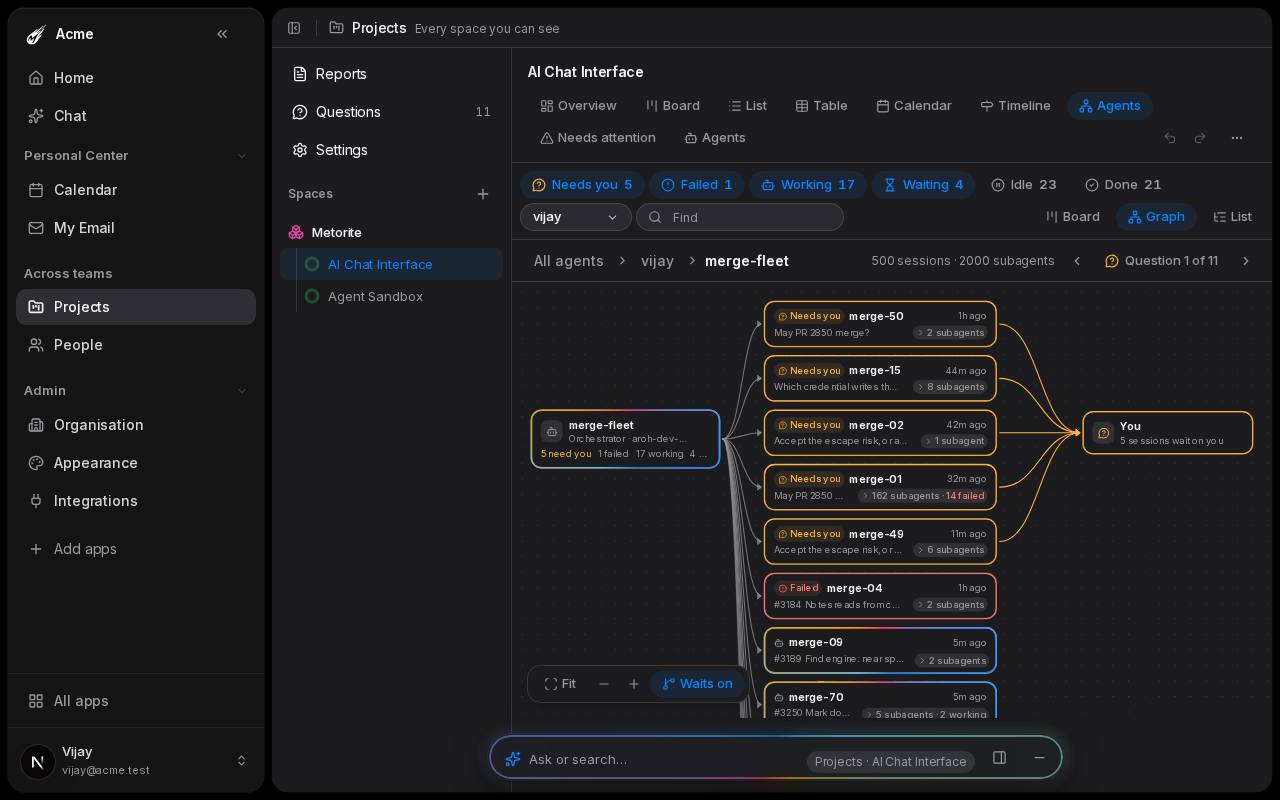 Acme
Home
Chat
Personal Center
Calendar
My Email
Across teams
Projects
People
Admin
Organisation
Appearance
Integrations
Add apps
All apps
Vijay
vijay@acme.test
Projects Every space you can see
Reports
Questions 11
Settings
Spaces
Metorite
AI Chat Interface
Agent Sandbox
AI Chat Interface
Overview Board List Table Calendar Timeline Agents
Needs attention Agents
Needs you 5 Failed 1 Working 17 Waiting 4 Idle 23 Done 21
vijay Find Board Graph List
All agents vijay merge-fleet 500 sessions · 2000 subagents Question 1 of 11
merge-fleet
Orchestrator · arch-dev-...
5 need you 1 failed 17 working 4 ...
Needs you merge-50 1h ago
May PR 2850 merge? 2 subagents
Needs you merge-15 44m ago
Which credential writes th... 8 subagents
Needs you merge-02 42m ago
Accept the escape risk, or a... 1 subagent
Needs you merge-01 32m ago
May PR 2850 ... 162 subagents · 14 failed
Needs you merge-49 11m ago
Accept the escape risk, or ... 6 subagents
Failed merge-04 1h ago
#3184 Notes reads from c... 2 subagents
merge-09 5m ago
#3189 Find engine: near sp... 2 subagents
merge-70 5m ago
#3250 Mark do... 5 subagents · 2 working
You
5 sessions wait on you
Fit Waits on
Ask or search... Projects · AI Chat Interface